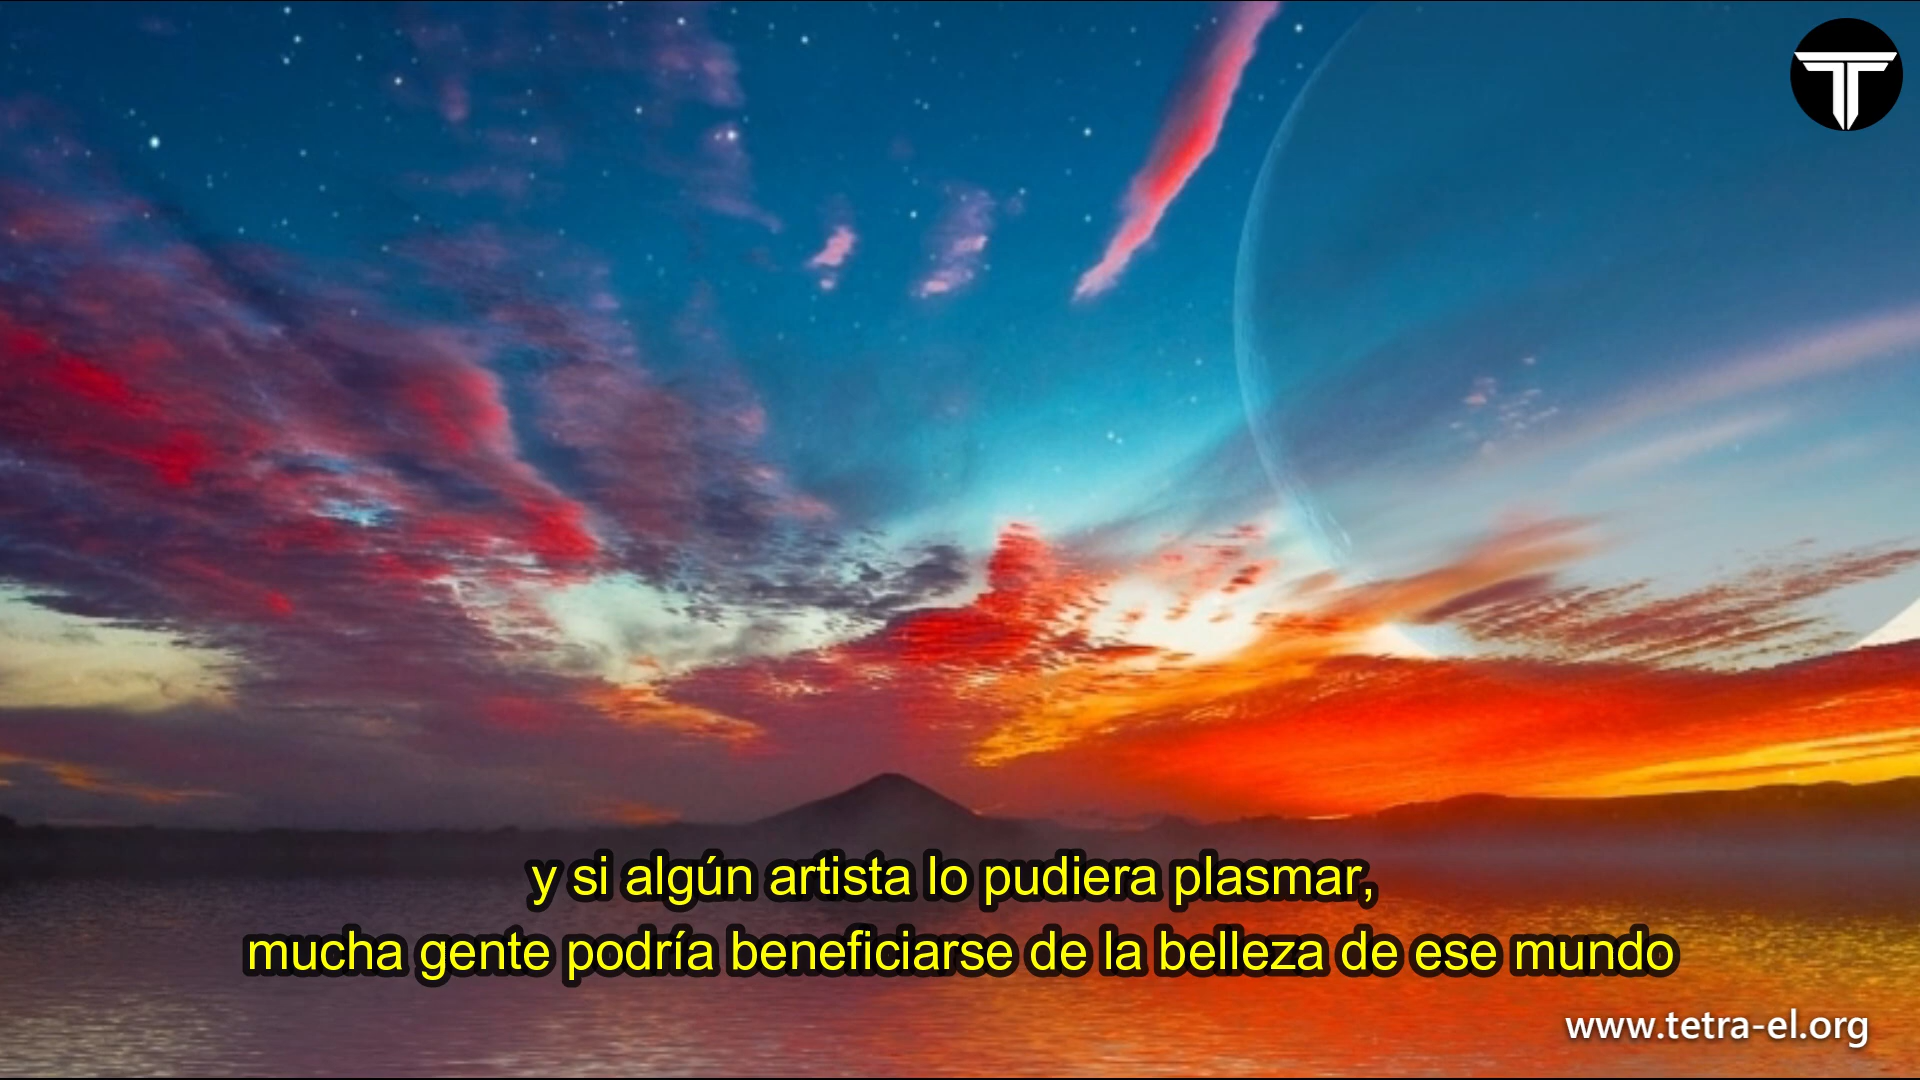 y si algún artista lo pudiera plasmar,
mucha gente podría beneficiarse de la belleza de ese mundo
www.tetra-el.org